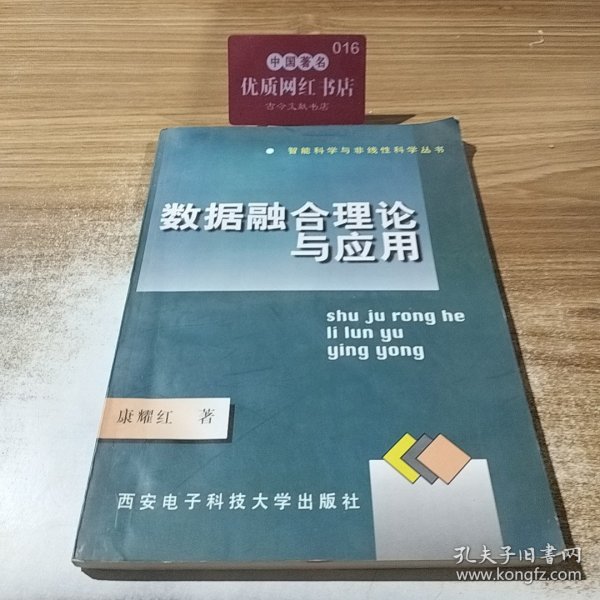 016
中国著名
优质网红书店
古今文献书店
智能科学与非线性科学丛书
数据融合理论
与应用
shu ju rong he
li lun yu
ying yong
康耀红 著
西安电子科技大学出版社
孔夫子旧书网
www.kongfz.com